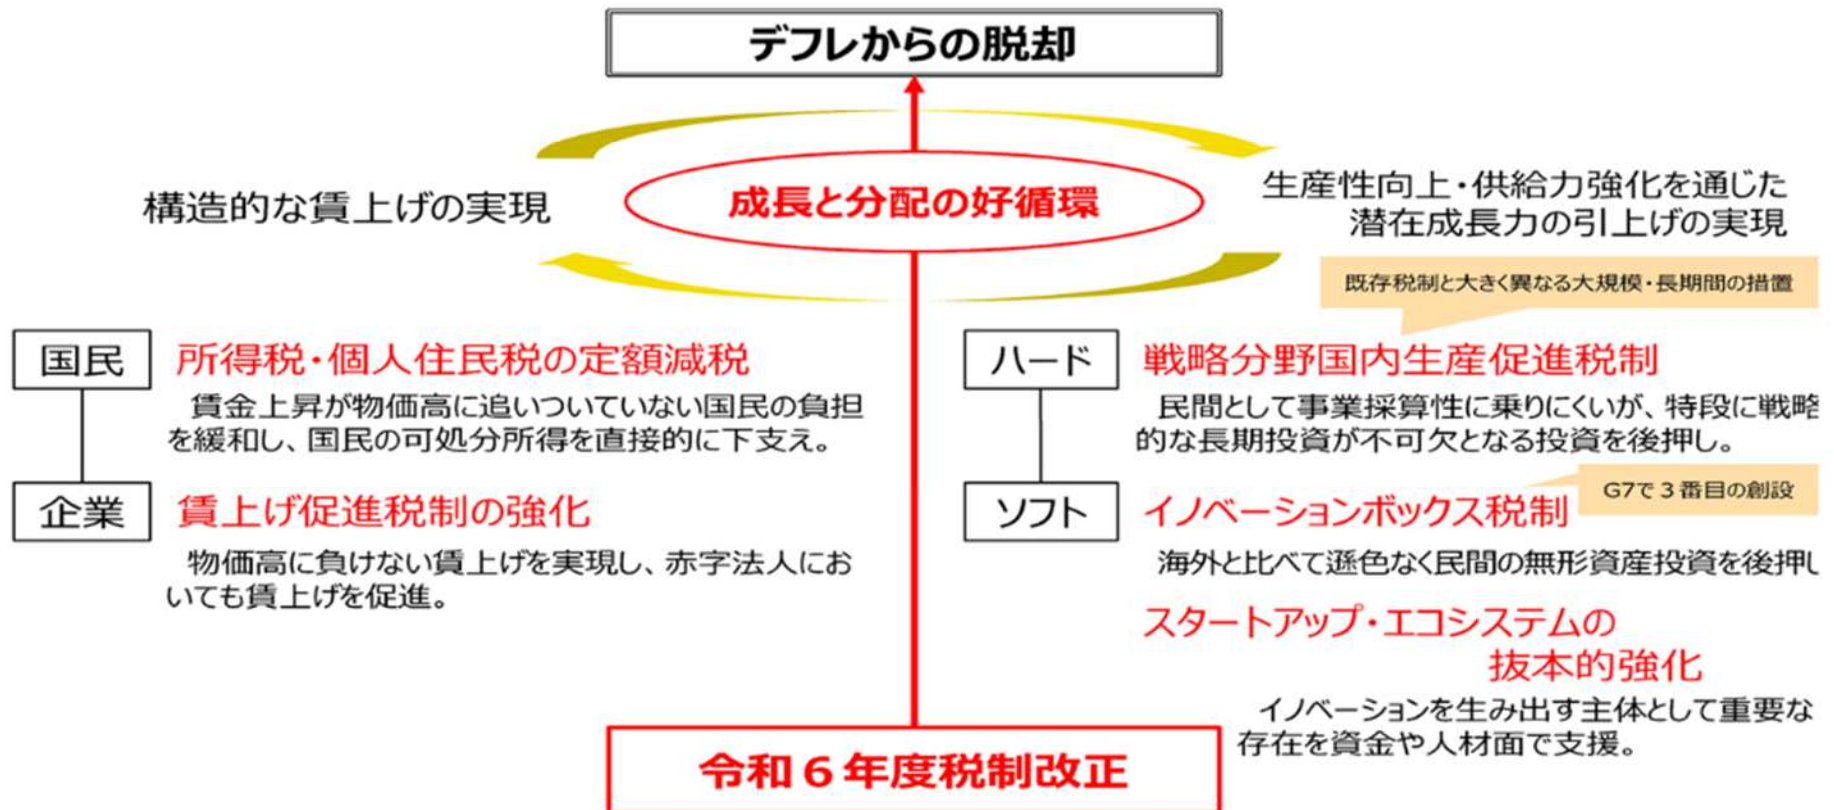 デフレからの脱却
構造的な賃上げの実現
成長と分配の好循環
生産性向上・供給力強化を通じた
潜在成長力の引上げの実現
既存税制と大きく異なる大規模・長期間の措置
国民
所得税・個人住民税の定額減税
賃金上昇が物価高に追いついていない国民の負担
を緩和し、国民の可処分所得を直接的に下支え。
企業
賃上げ促進税制の強化
物価高に負けない賃上げを実現し、赤字法人にお
いても賃上げを促進。
ハード
戦略分野国内生産促進税制
民間として事業採算性に乗りにくいが、特段に戦略
的な長期投資が不可欠となる投資を後押し。
G7で３番目の創設
ソフト
イノベーションボックス税制
海外と比べて遜色なく民間の無形資産投資を後押し
スタートアップ・エコシステムの
抜本的強化
イノベーションを生み出す主体として重要な
存在を資金や人材面で支援。
令和６年度税制改正